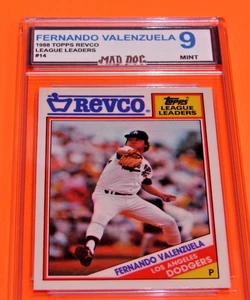 FERNANDO VALENZUELA 9
1988 TOPPS REVCO
LEAGUE LEADERS MINT
#14 MAD DOG
REVCO
Topps
LEAGUE
LEADERS
FERNANDO VALENZUELA
LOS ANGELES
DODGERS
P